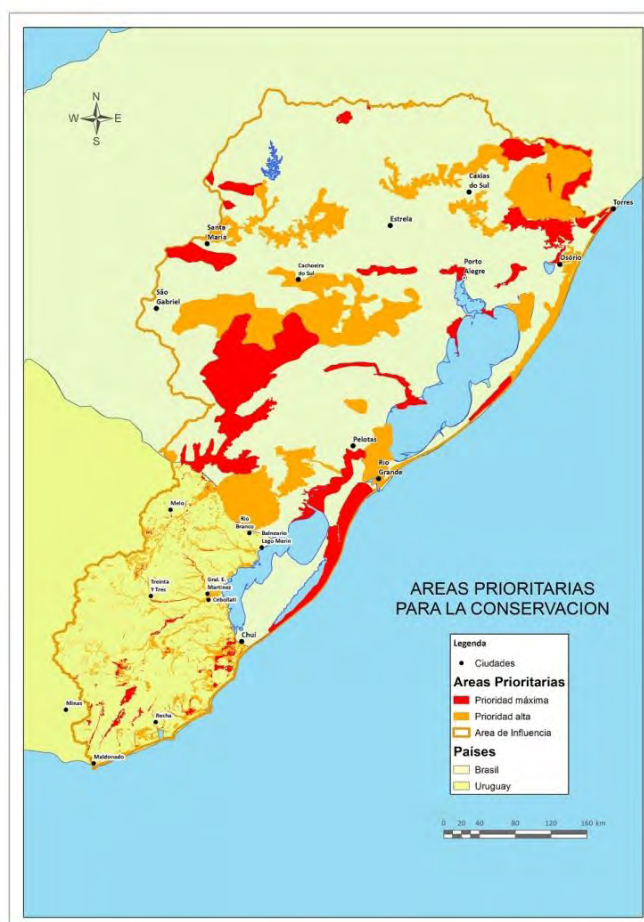 N
W E
S
Caxias
do Sul
Torres
Estrela
Santa
Maria
Osório
Porto
Alegre
Cachoeira
do Sul
São
Gabriel
Pelotas
Rio
Grande
Melo
Rio
Branco
Balneario
Lago Merin
Treinta
Y Tres
Gral. E.
Martinez
Cebollati
Chuí
Minas
Rocha
Maldonado
AREAS PRIORITARIAS
PARA LA CONSERVACION
Legenda
Ciudades
Areas Prioritarias
Prioridad máxima
Prioridad alta
Area de Influencia
Países
Brasil
Uruguay
0 20 40 80 120 160 km